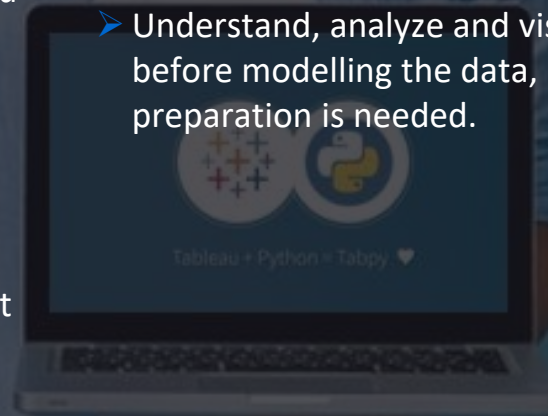 Understand, analyze and vis
before modelling the data,
preparation is needed.
Tableau + Python = Tabpy